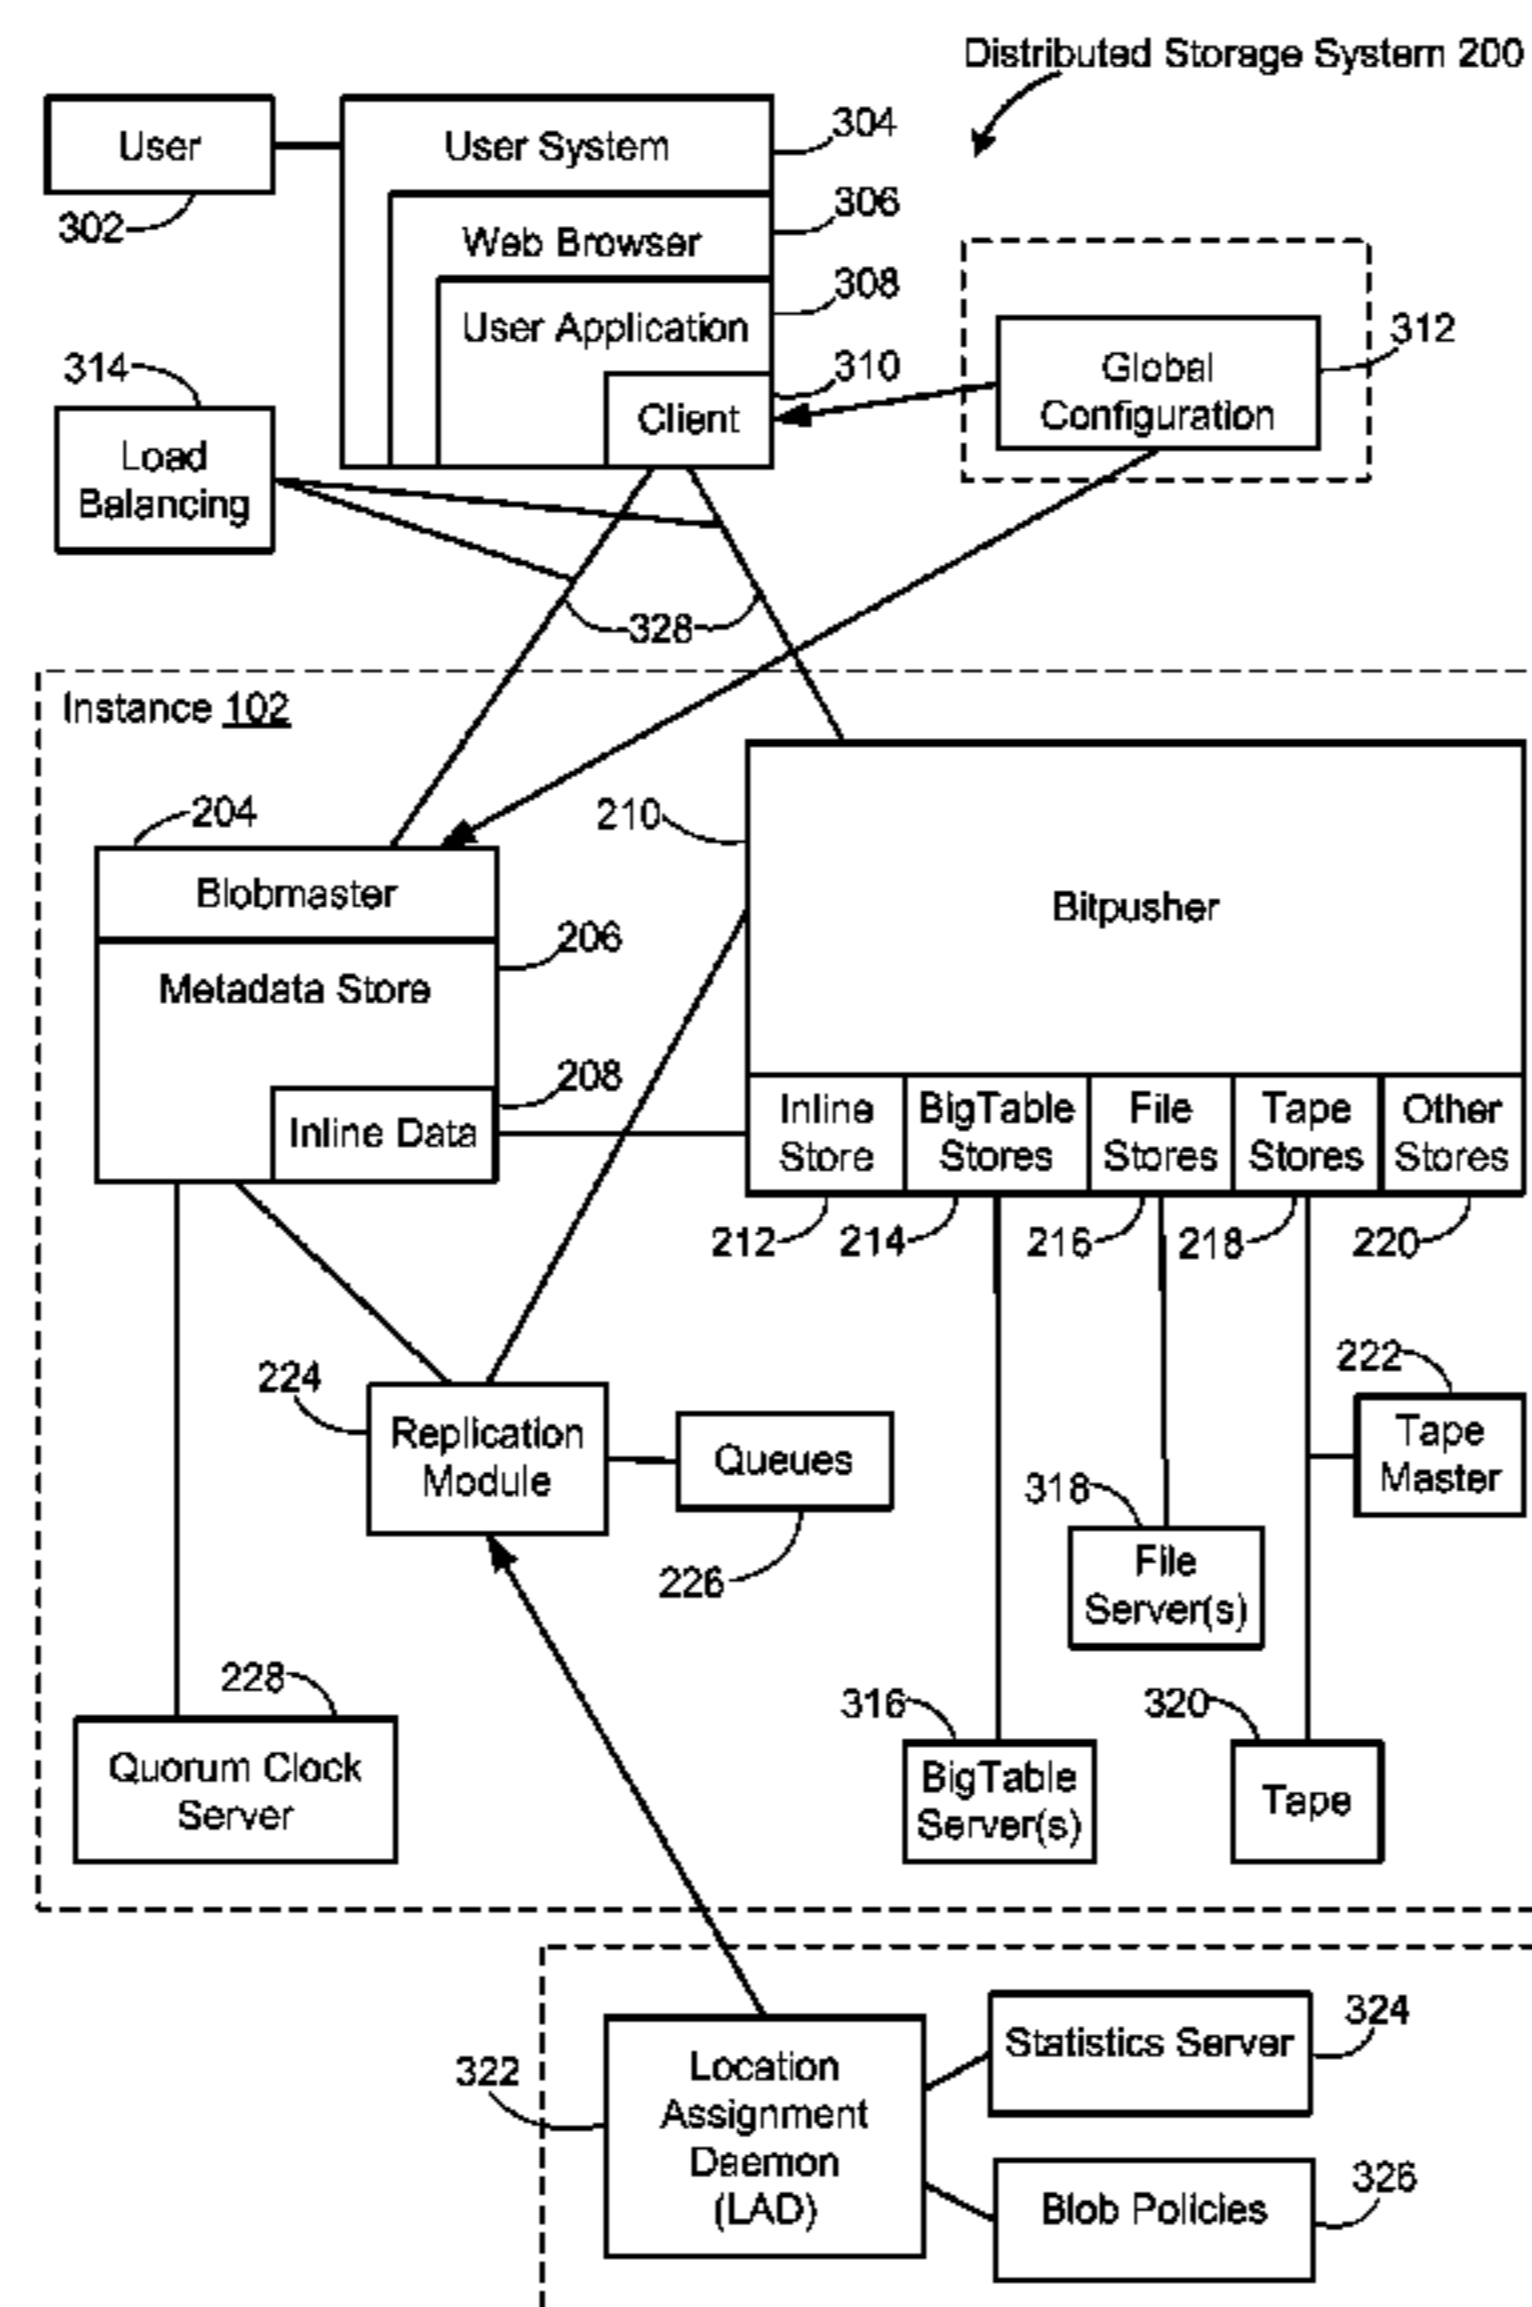 Distributed Storage System 200
User
302
User System
304
Web Browser
306
User Application
308
Client
310
Global
Configuration
312
314
Load
Balancing
328
Instance 102
204
Blobmaster
206
Metadata Store
208
Inline Data
210
Bitpusher
Inline
Store
BigTable
Stores
File
Stores
Tape
Stores
Other
Stores
212
214
216
218
220
224
Replication
Module
Queues
226
222
Tape
Master
318
File
Server(s)
228
Quorum Clock
Server
316
BigTable
Server(s)
320
Tape
322
Location
Assignment
Daemon
(LAD)
Statistics Server
324
Blob Policies
326